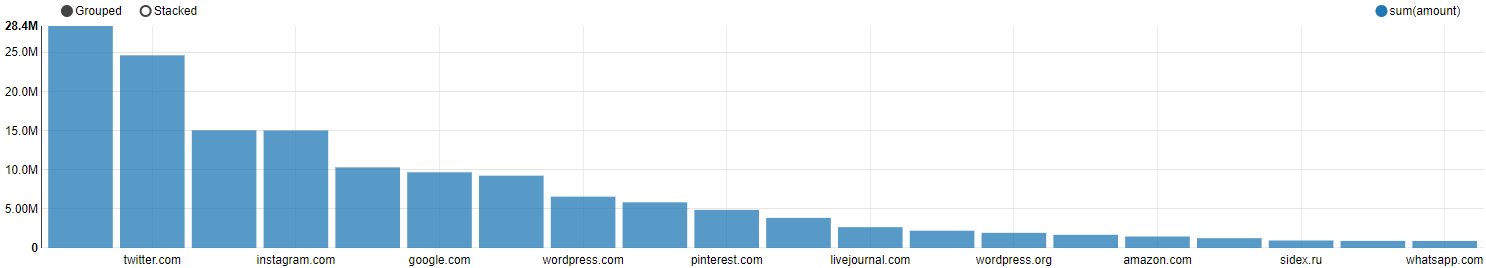 Grouped Stacked sum(amount)
28.4M
25.0M
20.0M
15.0M
10.0M
5.00M
0
twitter.com instagram.com google.com wordpress.com pinterest.com livejournal.com wordpress.org amazon.com sidex.ru whatsapp.com